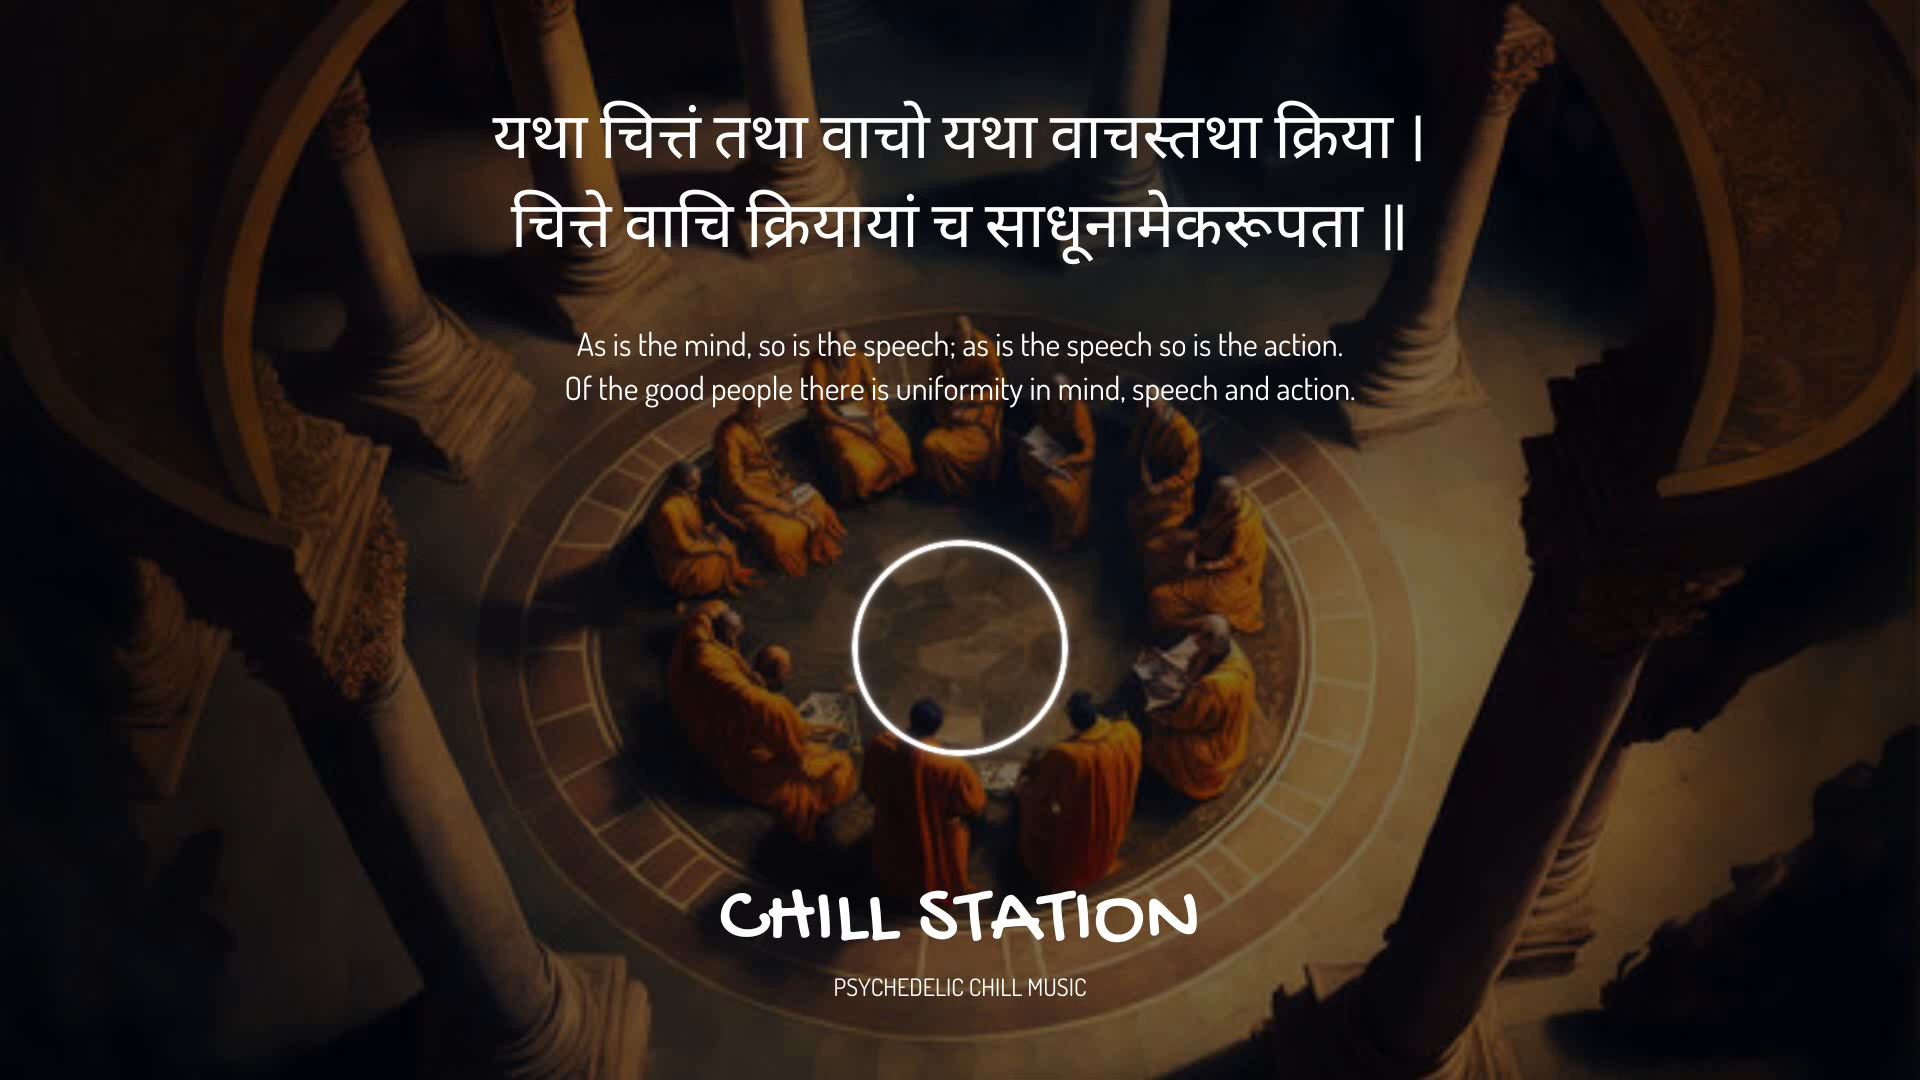 यथा चित्तं तथा वाचो यथा वाचस्तथा क्रिया ।
चित्ते वाचि क्रियायां च साधूनामेकरूपता ॥
As is the mind, so is the speech; as is the speech so is the action.
Of the good people there is uniformity in mind, speech and action.
CHILL STATION
PSYCHEDELIC CHILL MUSIC